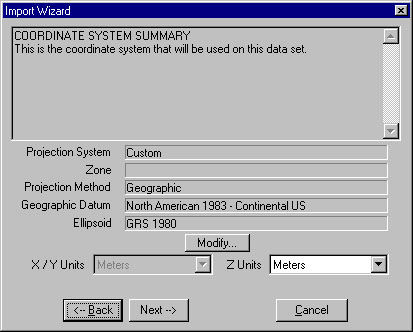 Import Wizard
COORDINATE SYSTEM SUMMARY
This is the coordinate system that will be used on this data set.
Projection System Custom
Zone
Projection Method Geographic
Geographic Datum North American 1983 - Continental US
Ellipsoid GRS 1980
Modify...
X / Y Units Meters Z Units Meters
<-- Back Next --> Cancel